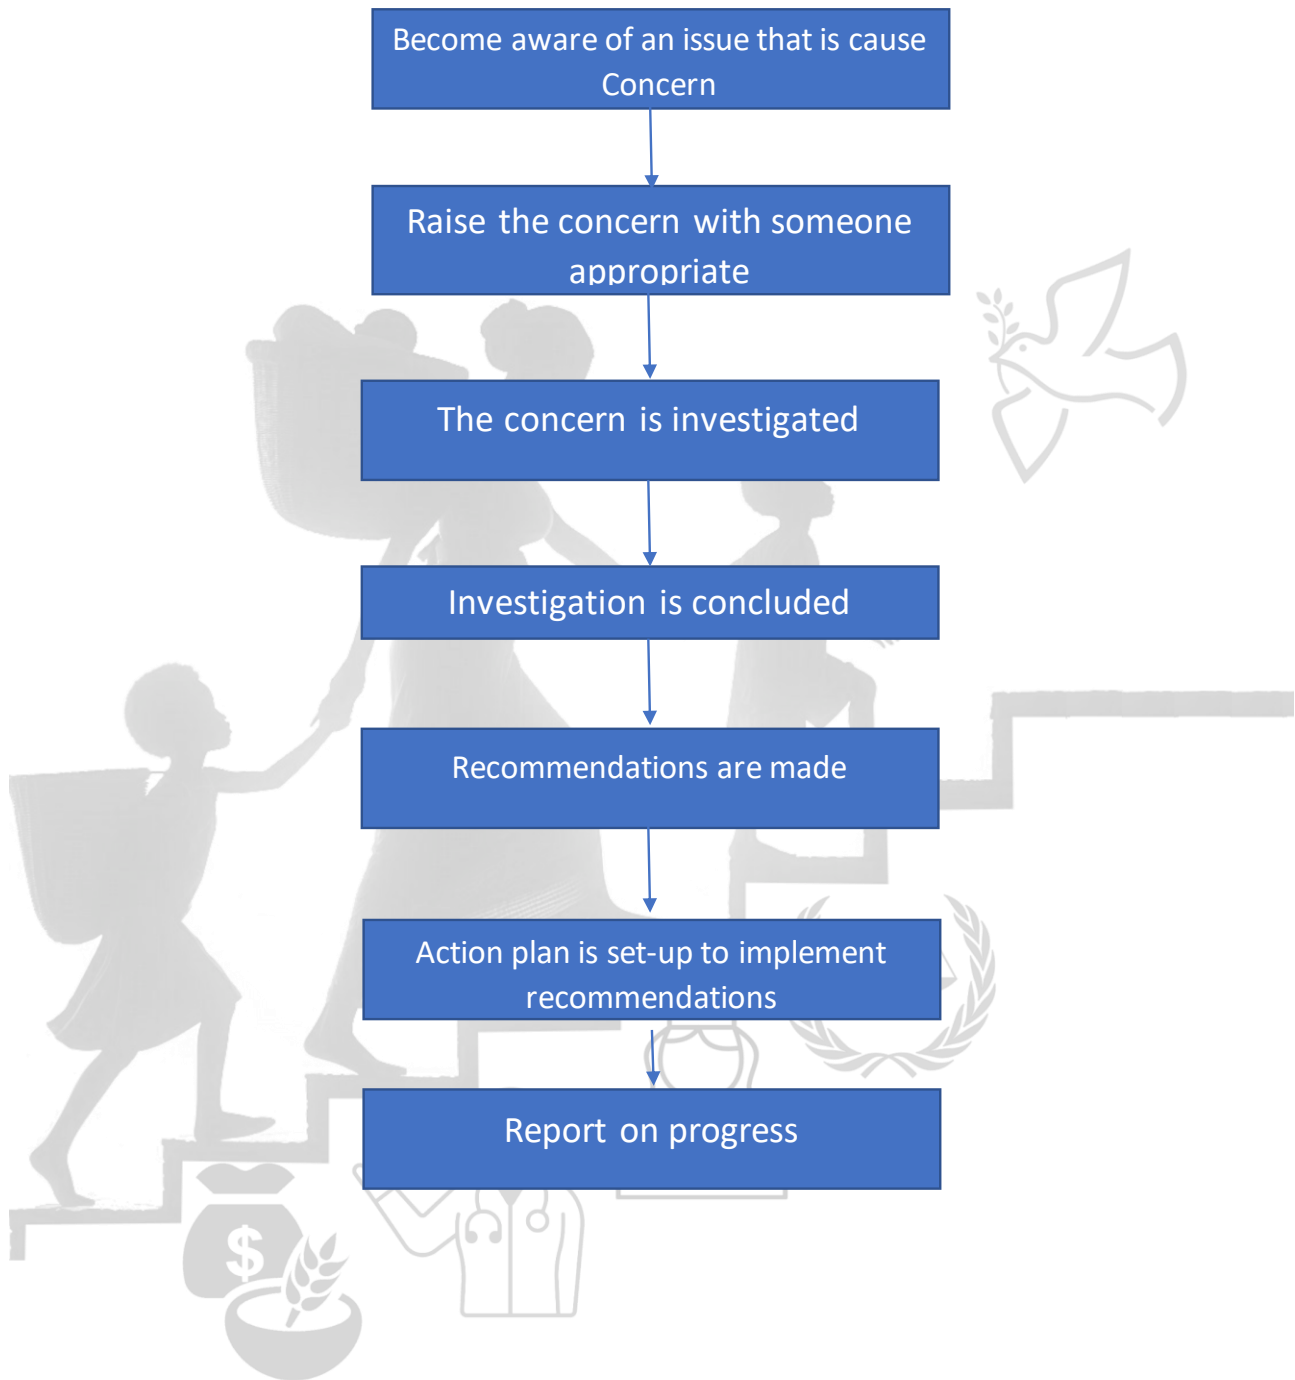 Become aware of an issue that is cause
Concern
Raise the concern with someone
appropriate
The concern is investigated
Investigation is concluded
Recommendations are made
Action plan is set-up to implement
recommendations
Report on progress
$